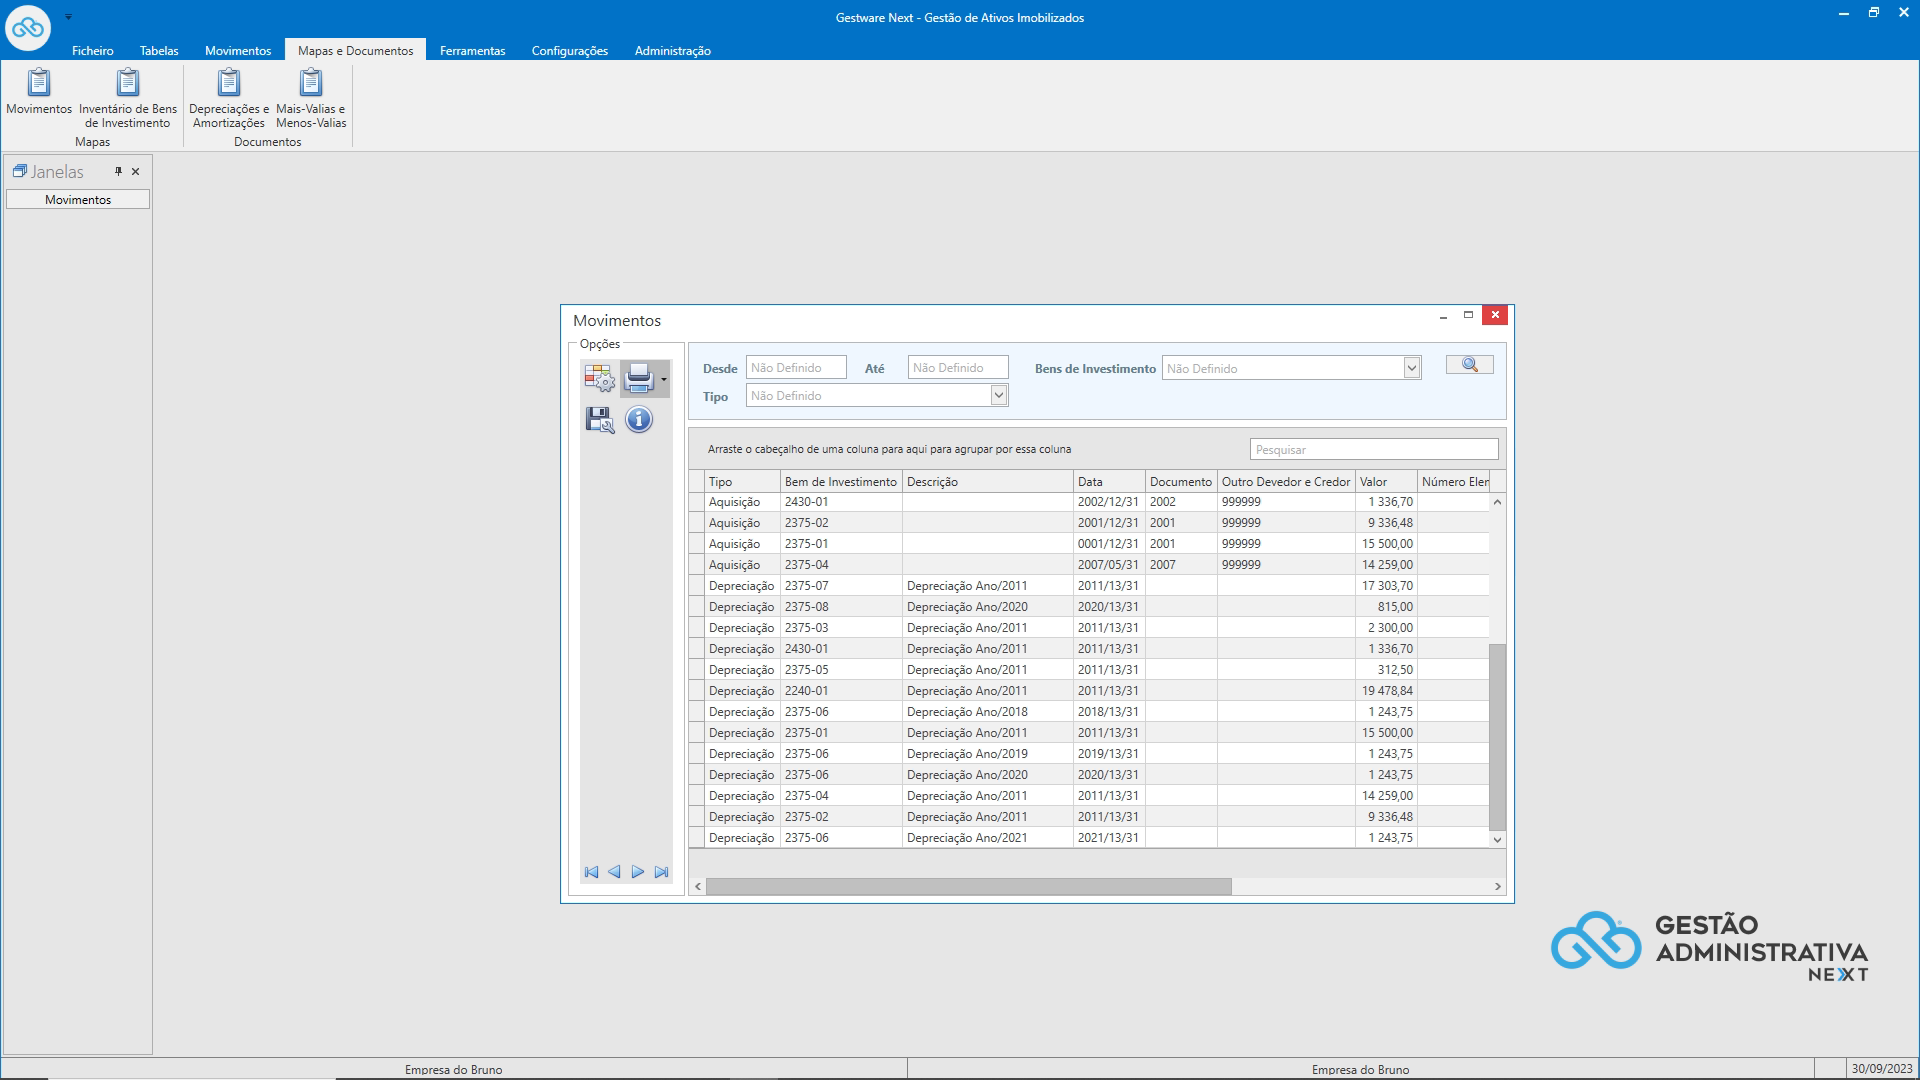 Gestware Next - Gestão de Ativos Imobilizados
Ficheiro Tabelas Movimentos Mapas e Documentos Ferramentas Configurações Administração
Movimentos
Inventário de Bens de Investimento
Depreciações e Amortizações
Mais-Valias e Menos-Valias
Mapas
Documentos
Janelas
Movimentos
Movimentos
Opções
Desde Não Definido Até Não Definido Bens de Investimento Não Definido
Tipo Não Definido
Arraste o cabeçalho de uma coluna para aqui para agrupar por essa coluna Pesquisar
Tipo Bem de Investimento Descrição Data Documento Outro Devedor e Credor Valor Número Eler
Aquisição 2430-01 2002/12/31 2002 999999 1 336,70
Aquisição 2375-02 2001/12/31 2001 999999 9 336,48
Aquisição 2375-01 0001/12/31 2001 999999 15 500,00
Aquisição 2375-04 2007/05/31 2007 999999 14 259,00
Depreciação 2375-07 Depreciação Ano/2011 2011/13/31 17 303,70
Depreciação 2375-08 Depreciação Ano/2020 2020/13/31 815,00
Depreciação 2375-03 Depreciação Ano/2011 2011/13/31 2 300,00
Depreciação 2430-01 Depreciação Ano/2011 2011/13/31 1 336,70
Depreciação 2375-05 Depreciação Ano/2011 2011/13/31 312,50
Depreciação 2240-01 Depreciação Ano/2011 2011/13/31 19 478,84
Depreciação 2375-06 Depreciação Ano/2018 2018/13/31 1 243,75
Depreciação 2375-01 Depreciação Ano/2011 2011/13/31 15 500,00
Depreciação 2375-06 Depreciação Ano/2019 2019/13/31 1 243,75
Depreciação 2375-06 Depreciação Ano/2020 2020/13/31 1 243,75
Depreciação 2375-04 Depreciação Ano/2011 2011/13/31 14 259,00
Depreciação 2375-02 Depreciação Ano/2011 2011/13/31 9 336,48
Depreciação 2375-06 Depreciação Ano/2021 2021/13/31 1 243,75
GESTÃO
ADMINISTRATIVA
NEXT
Empresa do Bruno Empresa do Bruno 30/09/2023